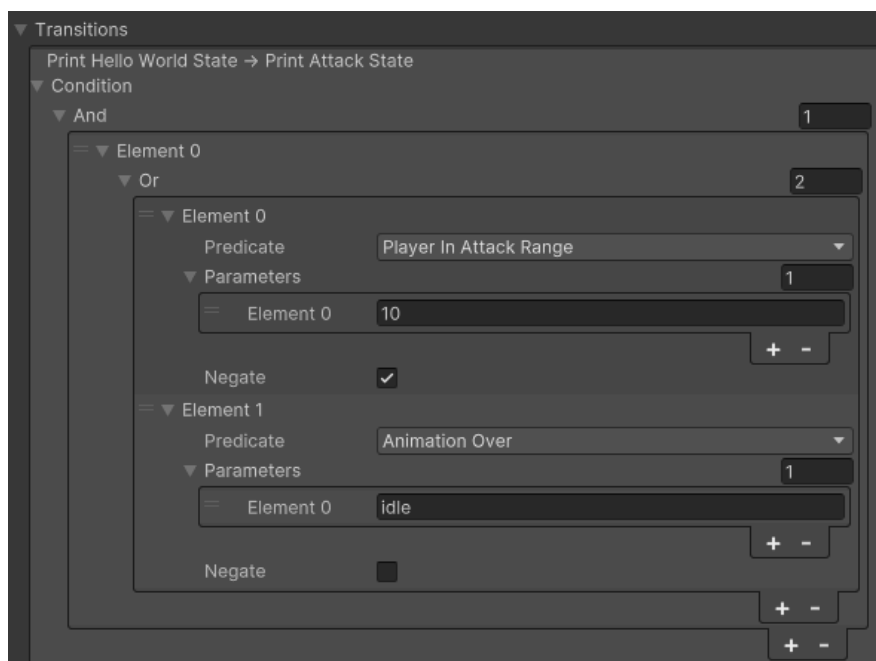 Transitions
Print Hello World State → Print Attack State
Condition
And 1
Element 0
Or 2
Element 0
Predicate Player In Attack Range
Parameters 1
Element 0 10
+ -
Negate
Element 1
Predicate Animation Over
Parameters 1
Element 0 idle
+ -
Negate
+ -
+ -